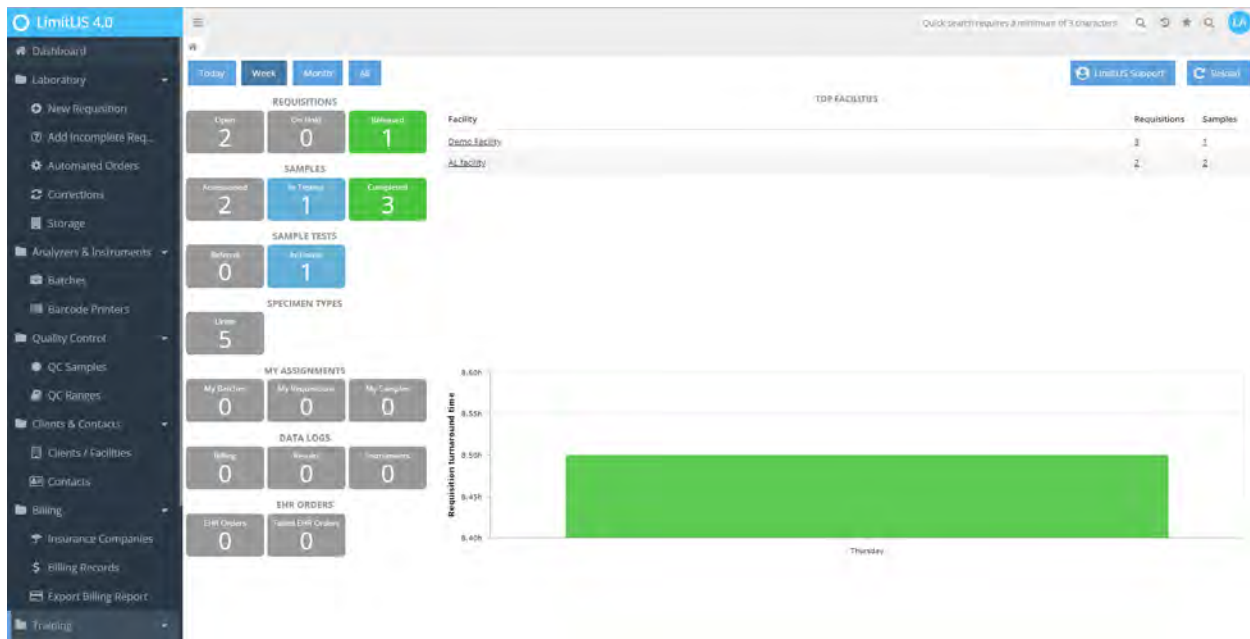 LimitLIS 4.0
Quick search requires a minimum of 3 characters
LA
Dashboard
Laboratory
New Requisition
Add Incomplete Req...
Automated Orders
Corrections
Storage
Analyzers & Instruments
Batches
Barcode Printers
Quality Control
QC Samples
QC Ranges
Clients & Contacts
Clients / Facilities
Contacts
Billing
Insurance Companies
Billing Records
Export Billing Report
Training
Today Week Month All
LimitLIS Support Reload
REQUISITIONS
Open On Hold Released
2 0 1
SAMPLES
Accessioned In Testing Completed
2 1 3
SAMPLE TESTS
0 1
SPECIMEN TYPES
Urine
5
MY ASSIGNMENTS
My Batches My Requisitions My Samples
0 0 0
DATA LOGS
Billing Results Instruments
0 0 0
EHR ORDERS
EHR Orders Failed EHR Orders
0 0
TOP FACILITIES
Facility Requisitions Samples
Demo Facility 3 1
AL facility 2 2
Requisition turnaround time
8.60h
8.55h
8.50h
8.45h
8.40h
Thursday